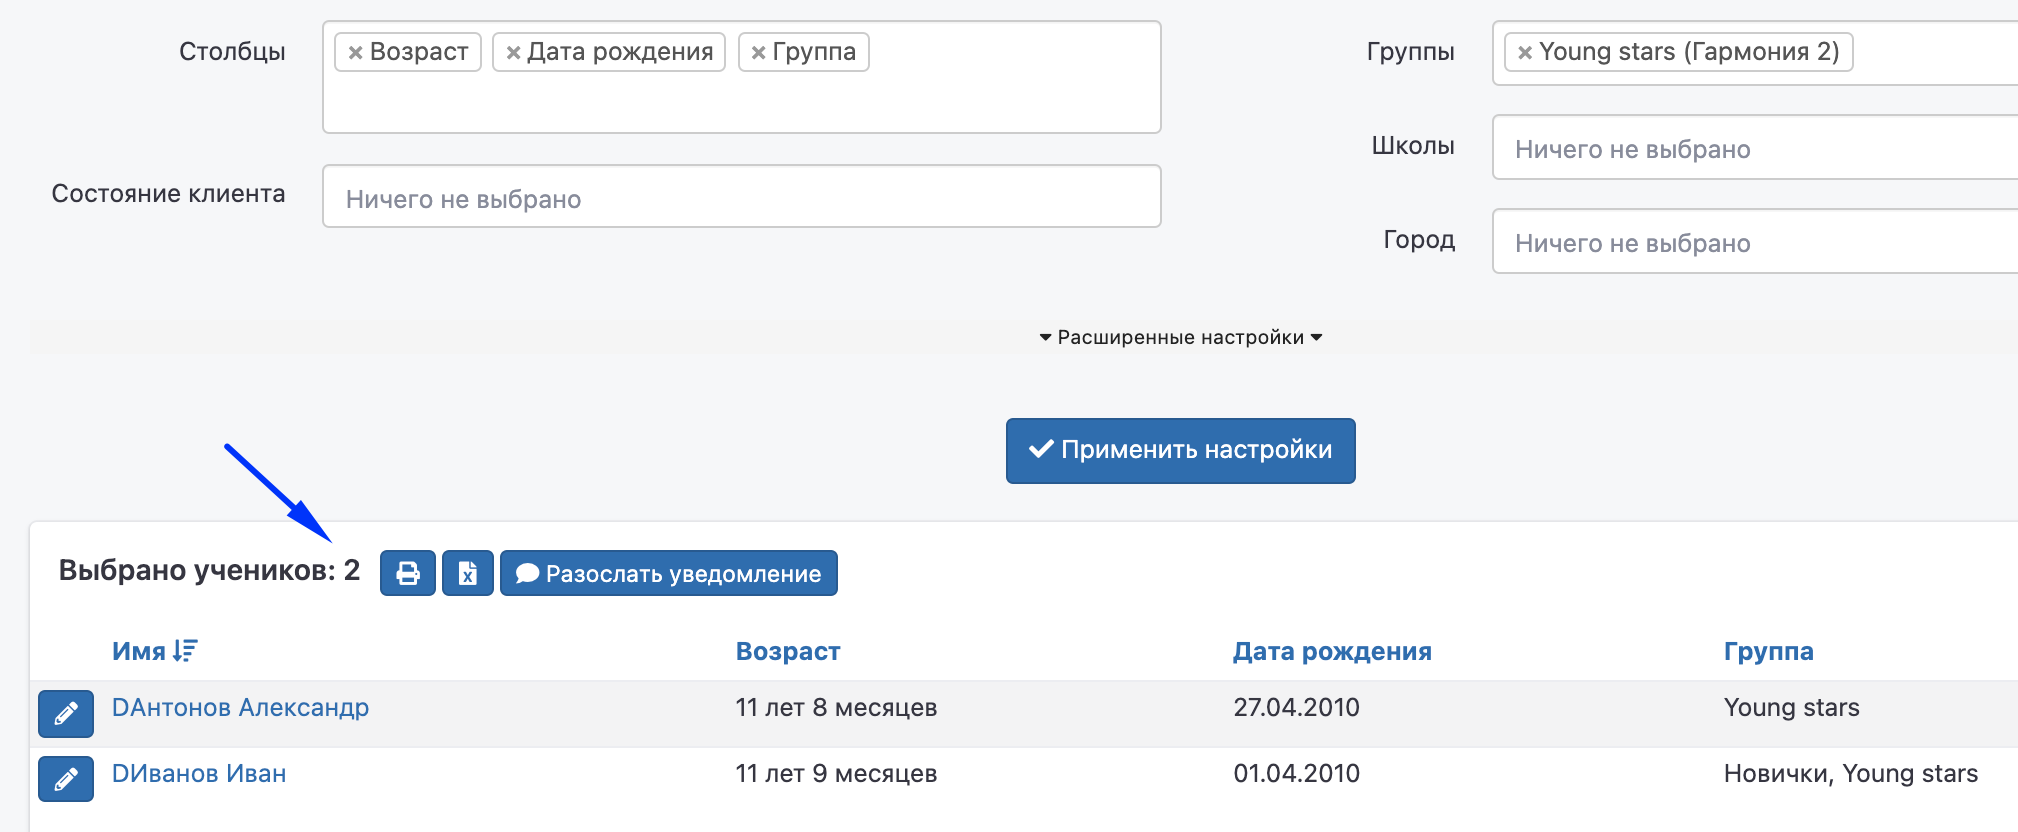 Столбцы × Возраст × Дата рождения × Группа
Состояние клиента Ничего не выбрано
Группы × Young stars (Гармония 2)
Школы Ничего не выбрано
Город Ничего не выбрано
Расширенные настройки
Применить настройки
Выбрано учеников: 2 Разослать уведомление
Имя Возраст Дата рождения Группа
DАнтонов Александр 11 лет 8 месяцев 27.04.2010 Young stars
DИванов Иван 11 лет 9 месяцев 01.04.2010 Новички, Young stars